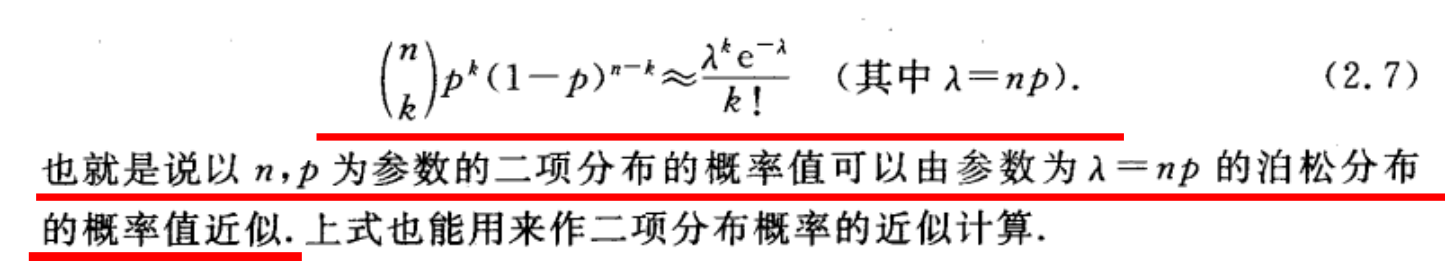 $\binom{n}{k}p^k(1-p)^{n-k}\approx\frac{\lambda^k e^{-\lambda}}{k!}$ (其中 λ=np). (2.7)
也就是说以 n,p 为参数的二项分布的概率值可以由参数为 λ=np 的泊松分布
的概率值近似.上式也能用来作二项分布概率的近似计算.